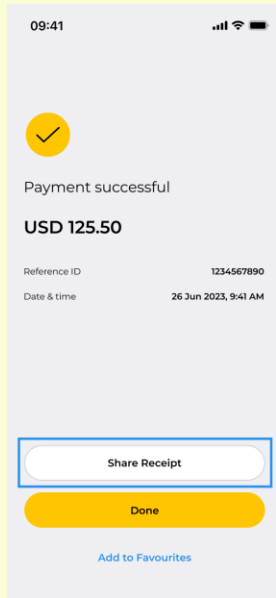 09:41
Payment successful
USD 125.50
Reference ID 1234567890
Date & time 26 Jun 2023, 9:41 AM
Share Receipt
Done
Add to Favourites